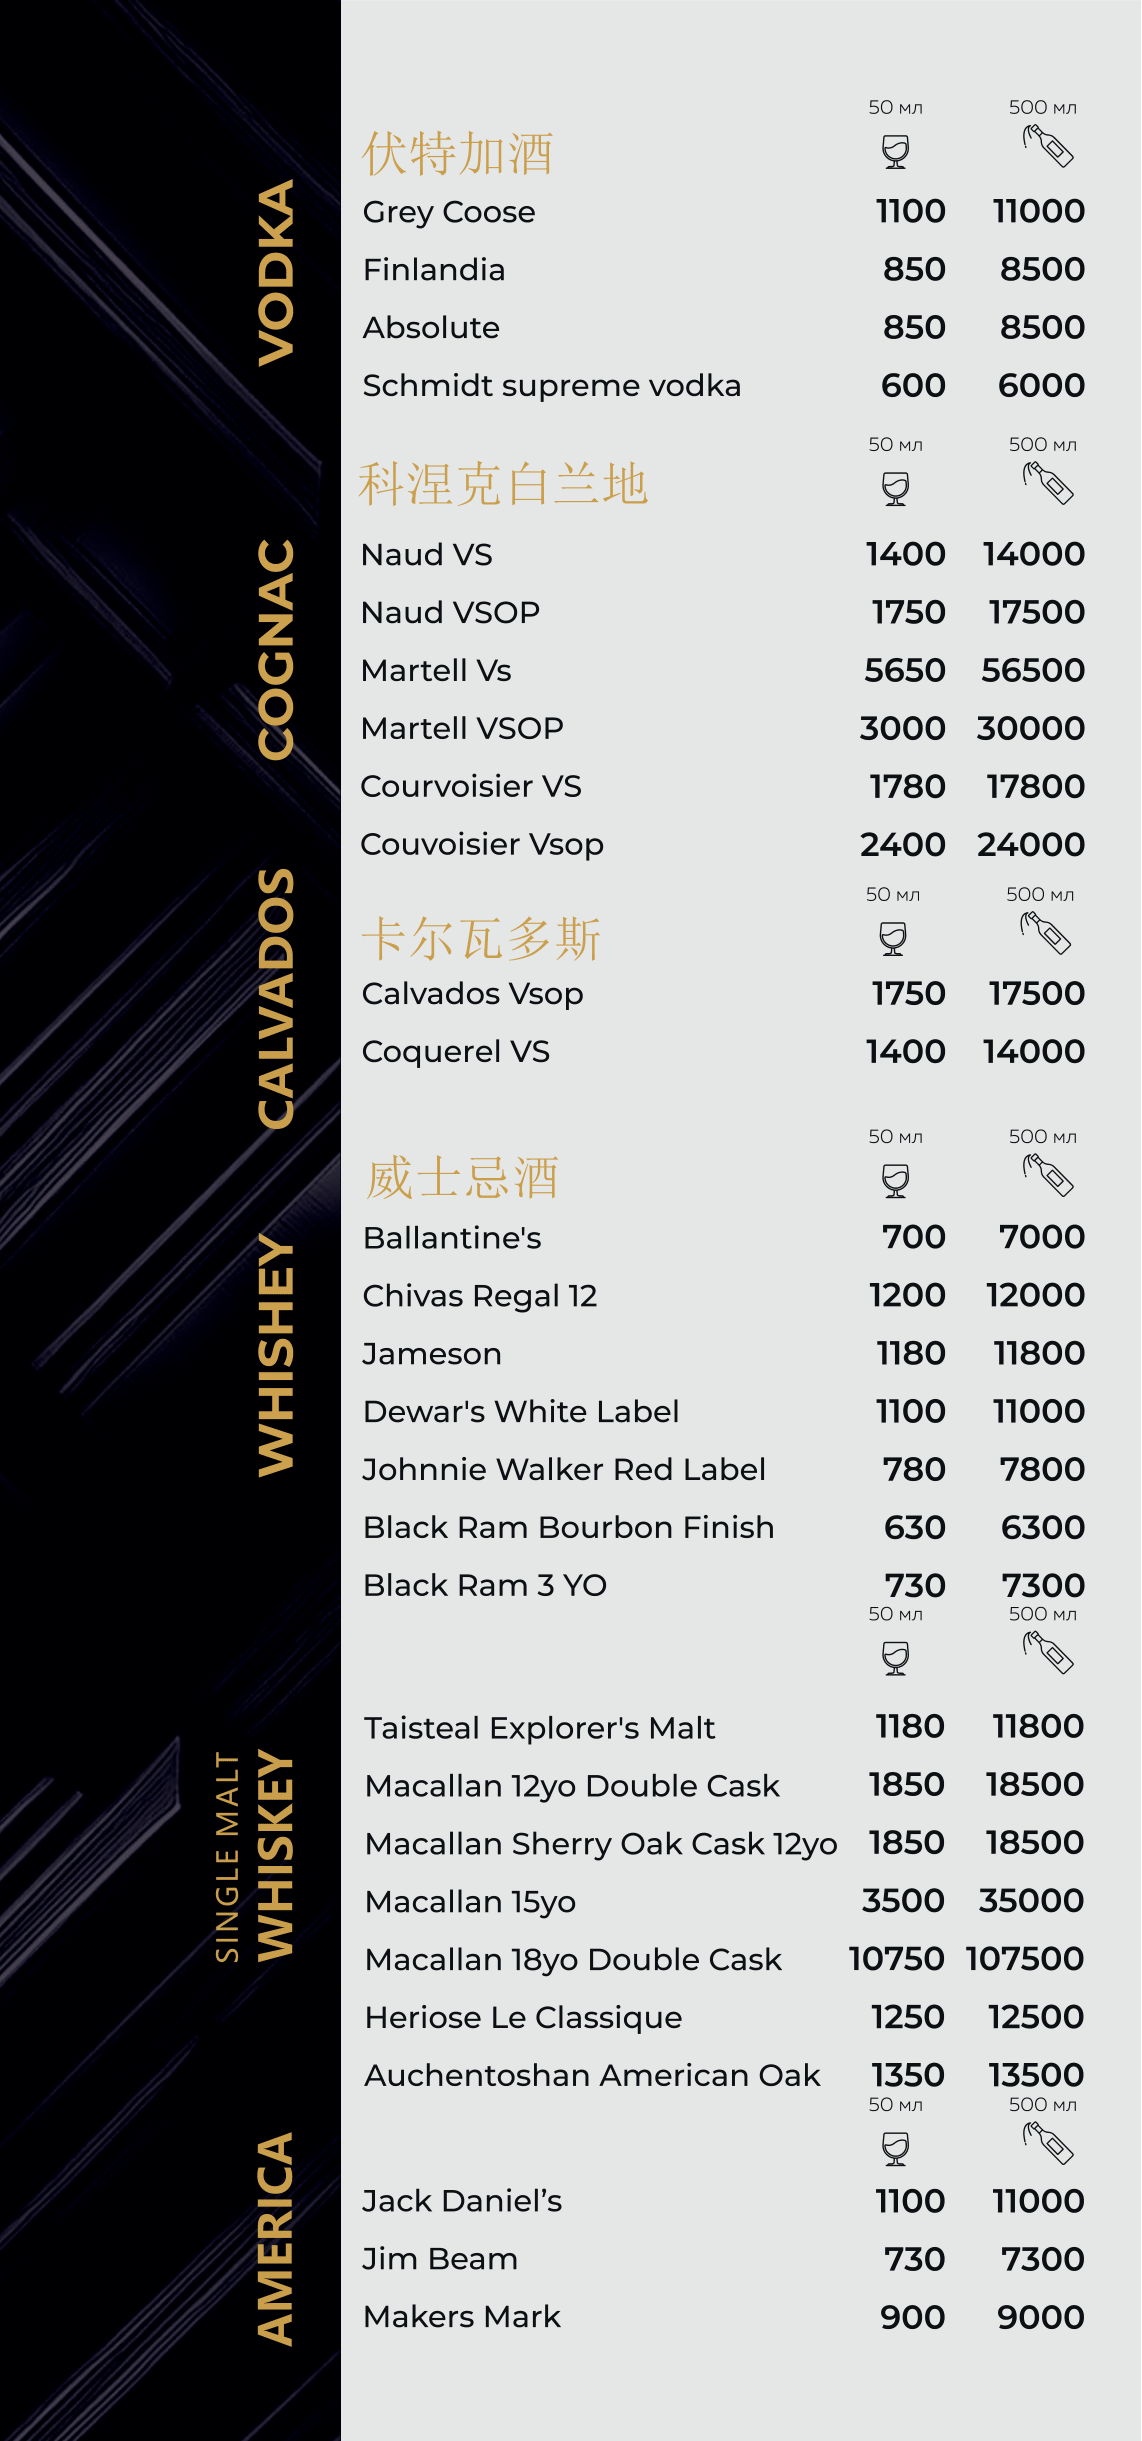 VODKA
50 мл 500 мл
伏特加酒
Grey Coose 1100 11000
Finlandia 850 8500
Absolute 850 8500
Schmidt supreme vodka 600 6000
COGNAC
50 мл 500 мл
科涅克白兰地
Naud VS 1400 14000
Naud VSOP 1750 17500
Martell Vs 5650 56500
Martell VSOP 3000 30000
Courvoisier VS 1780 17800
Couvoisier Vsop 2400 24000
CALVADOS
50 мл 500 мл
卡尔瓦多斯
Calvados Vsop 1750 17500
Coquerel VS 1400 14000
WHISHEY
50 мл 500 мл
威士忌酒
Ballantine's 700 7000
Chivas Regal 12 1200 12000
Jameson 1180 11800
Dewar's White Label 1100 11000
Johnnie Walker Red Label 780 7800
Black Ram Bourbon Finish 630 6300
Black Ram 3 YO 730 7300
SINGLE MALT
WHISKEY
50 мл 500 мл
Taisteal Explorer's Malt 1180 11800
Macallan 12yo Double Cask 1850 18500
Macallan Sherry Oak Cask 12yo 1850 18500
Macallan 15yo 3500 35000
Macallan 18yo Double Cask 10750 107500
Heriose Le Classique 1250 12500
Auchentoshan American Oak 1350 13500
AMERICA
50 мл 500 мл
Jack Daniel’s 1100 11000
Jim Beam 730 7300
Makers Mark 900 9000